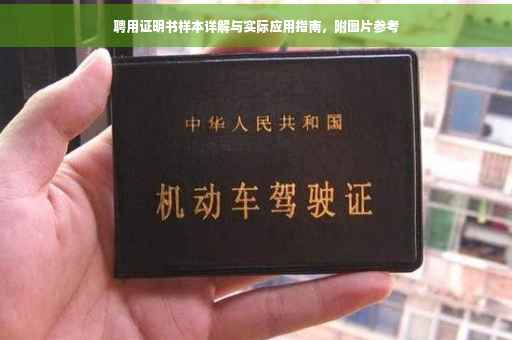 聘用证明书样本详解与实际应用指南，附图片参考
中华人民共和国
机动车驾驶证